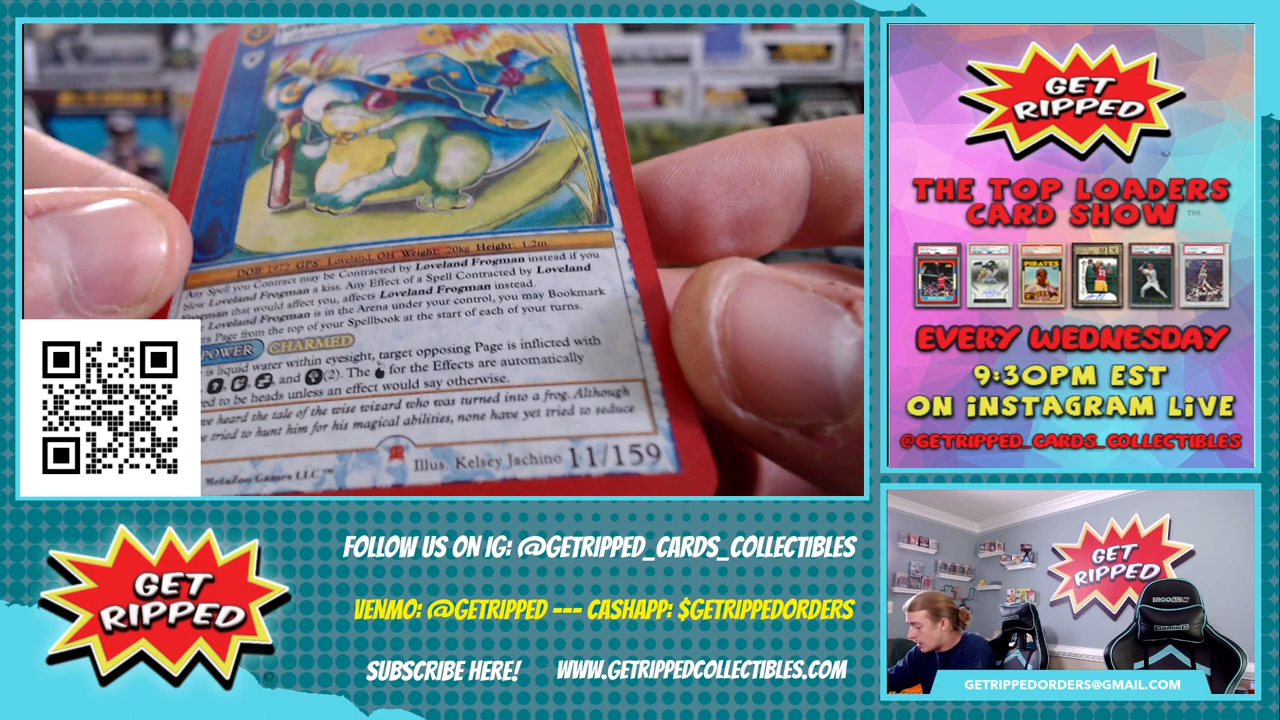 DOB: 1972 GPS: Loveland, OH Weight: 20kg Height: 1.2m
Any Spell you Contract may be Contracted by Loveland Frogman instead if you
blow Loveland Frogman a kiss. Any Effect of a Spell Contracted by Loveland
Frogman that would affect you, affects Loveland Frogman instead.
Loveland Frogman is in the Arena under your control, you may Bookmark
Page from the top of your Spellbook at the start of each of your turns.
POWER CHARMED
is liquid water within eyesight, target opposing Page is inflicted with
and (2). The for the Effects are automatically
to be heads unless an effect would say otherwise.
heard the tale of the wise wizard who was turned into a frog. Although
tried to hunt him for his magical abilities, none have yet tried to seduce
MetaZoo Games LLC™
Illus. Kelsey Jachino 11/159
GET
RIPPED
THE TOP LOADERS
CARD SHOW ™
PIRATES
EVERY WEDNESDAY
9:30PM EST
ON INSTAGRAM LIVE
@GETRIPPED_CARDS_COLLECTIBLES
GET
RIPPED
FOLLOW US ON IG: @GETRIPPED_CARDS_COLLECTIBLES
VENMO: @GETRIPPED --- CASHAPP: $GETRIPPEDORDERS
SUBSCRIBE HERE! WWW.GETRIPPEDCOLLECTIBLES.COM
GET
RIPPED
GAMING
GETRIPPEDORDERS@GMAIL.COM